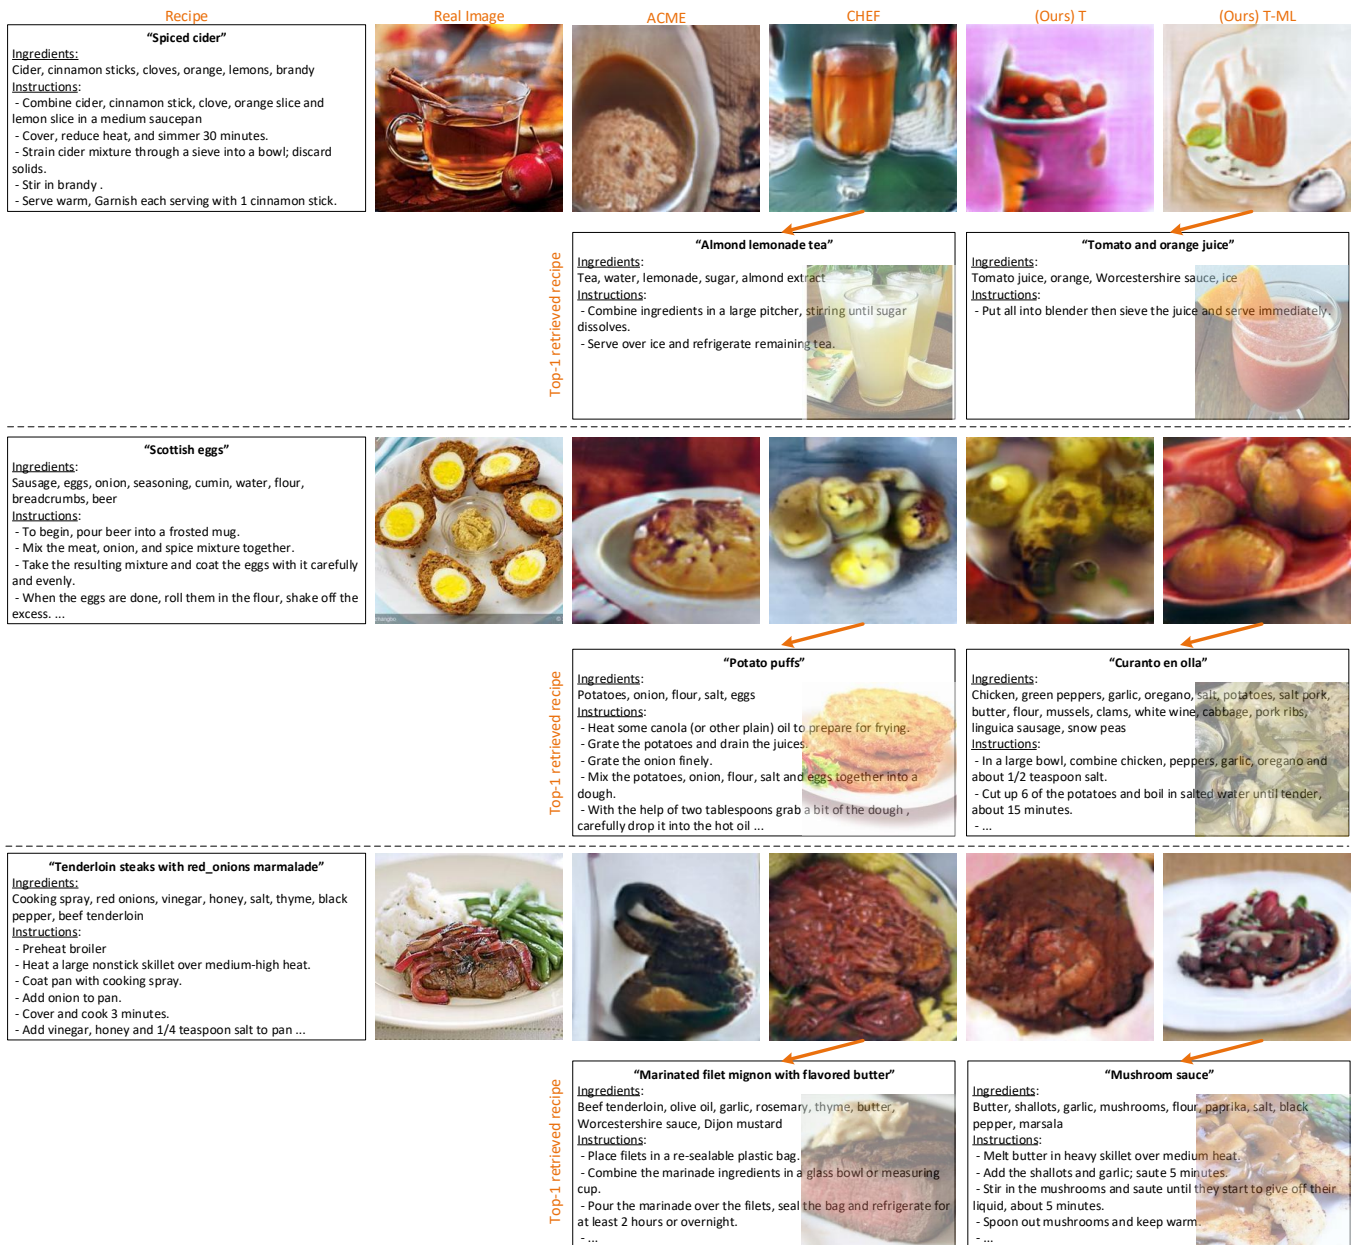 Recipe
Real Image
ACME
CHEF
(Ours) T
(Ours) T-ML
“Spiced cider”
Ingredients:
Cider, cinnamon sticks, cloves, orange, lemons, brandy
Instructions:
- Combine cider, cinnamon stick, clove, orange slice and
lemon slice in a medium saucepan
- Cover, reduce heat, and simmer 30 minutes.
- Strain cider mixture through a sieve into a bowl; discard
solids.
- Stir in brandy .
- Serve warm, Garnish each serving with 1 cinnamon stick.
Top-1 retrieved recipe
“Almond lemonade tea”
Ingredients:
Tea, water, lemonade, sugar, almond extract
Instructions:
- Combine ingredients in a large pitcher, stirring until sugar
dissolves.
- Serve over ice and refrigerate remaining tea.
“Tomato and orange juice”
Ingredients:
Tomato juice, orange, Worcestershire sauce, ice
Instructions:
- Put all into blender then sieve the juice and serve immediately.
“Scottish eggs”
Ingredients:
Sausage, eggs, onion, seasoning, cumin, water, flour,
breadcrumbs, beer
Instructions:
- To begin, pour beer into a frosted mug.
- Mix the meat, onion, and spice mixture together.
- Take the resulting mixture and coat the eggs with it carefully
and evenly.
- When the eggs are done, roll them in the flour, shake off the
excess. ...
Top-1 retrieved recipe
“Potato puffs”
Ingredients:
Potatoes, onion, flour, salt, eggs
Instructions:
- Heat some canola (or other plain) oil to prepare for frying.
- Grate the potatoes and drain the juices.
- Grate the onion finely.
- Mix the potatoes, onion, flour, salt and eggs together into a
dough.
- With the help of two tablespoons grab a bit of the dough ,
carefully drop it into the hot oil ...
“Curanto en olla”
Ingredients:
Chicken, green peppers, garlic, oregano, salt, potatoes, salt pork,
butter, flour, mussels, clams, white wine, cabbage, pork ribs,
linguica sausage, snow peas
Instructions:
- In a large bowl, combine chicken, peppers, garlic, oregano and
about 1/2 teaspoon salt.
- Cut up 6 of the potatoes and boil in salted water until tender,
about 15 minutes.
- ...
“Tenderloin steaks with red_onions marmalade”
Ingredients:
Cooking spray, red onions, vinegar, honey, salt, thyme, black
pepper, beef tenderloin
Instructions:
- Preheat broiler
- Heat a large nonstick skillet over medium-high heat.
- Coat pan with cooking spray.
- Add onion to pan.
- Cover and cook 3 minutes.
- Add vinegar, honey and 1/4 teaspoon salt to pan ...
Top-1 retrieved recipe
“Marinated filet mignon with flavored butter”
Ingredients:
Beef tenderloin, olive oil, garlic, rosemary, thyme, butter,
Worcestershire sauce, Dijon mustard
Instructions:
- Place filets in a re-sealable plastic bag.
- Combine the marinade ingredients in a glass bowl or measuring
cup.
- Pour the marinade over the filets, seal the bag and refrigerate for
at least 2 hours or overnight.
- ...
“Mushroom sauce”
Ingredients:
Butter, shallots, garlic, mushrooms, flour, paprika, salt, black
pepper, marsala
Instructions:
- Melt butter in heavy skillet over medium heat.
- Add the shallots and garlic; saute 5 minutes.
- Stir in the mushrooms and saute until they start to give off their
liquid, about 5 minutes.
- Spoon out mushrooms and keep warm.
- ...